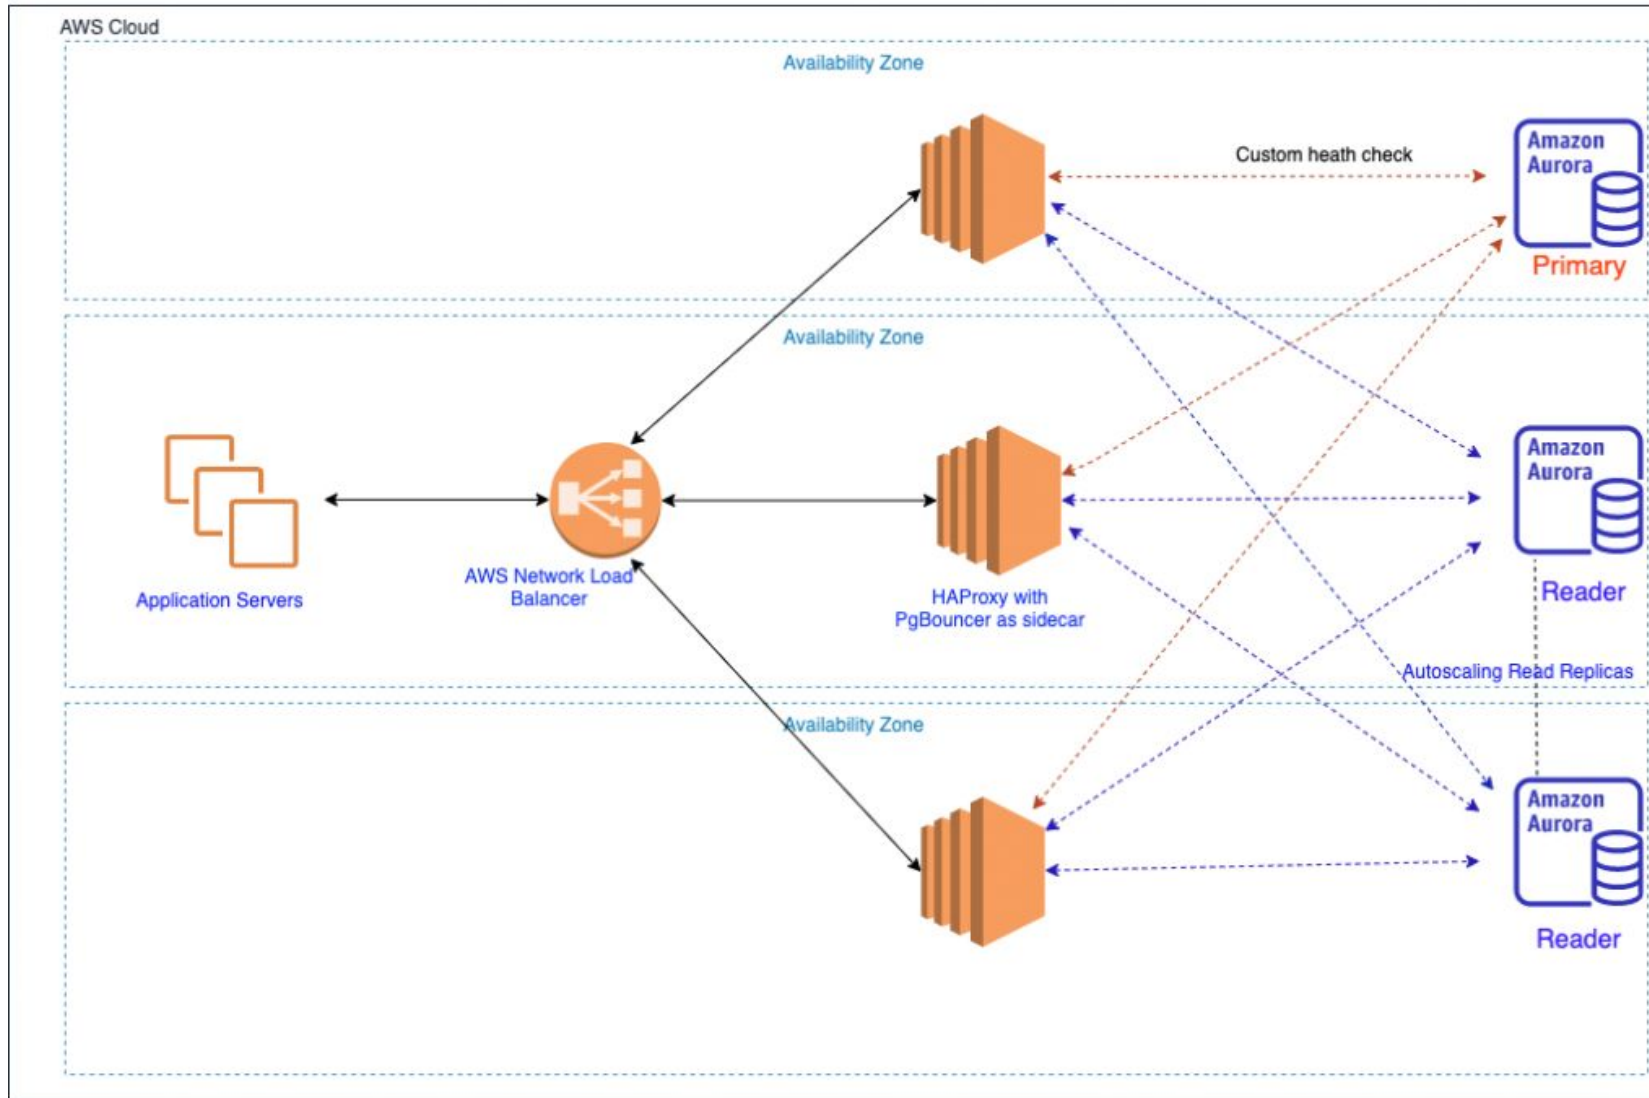 AWS Cloud
Availability Zone
Custom heath check
Amazon
Aurora
Primary
Availability Zone
Amazon
Aurora
Reader
Application Servers
AWS Network Load
Balancer
HAProxy with
PgBouncer as sidecar
Autoscaling Read Replicas
Availability Zone
Amazon
Aurora
Reader